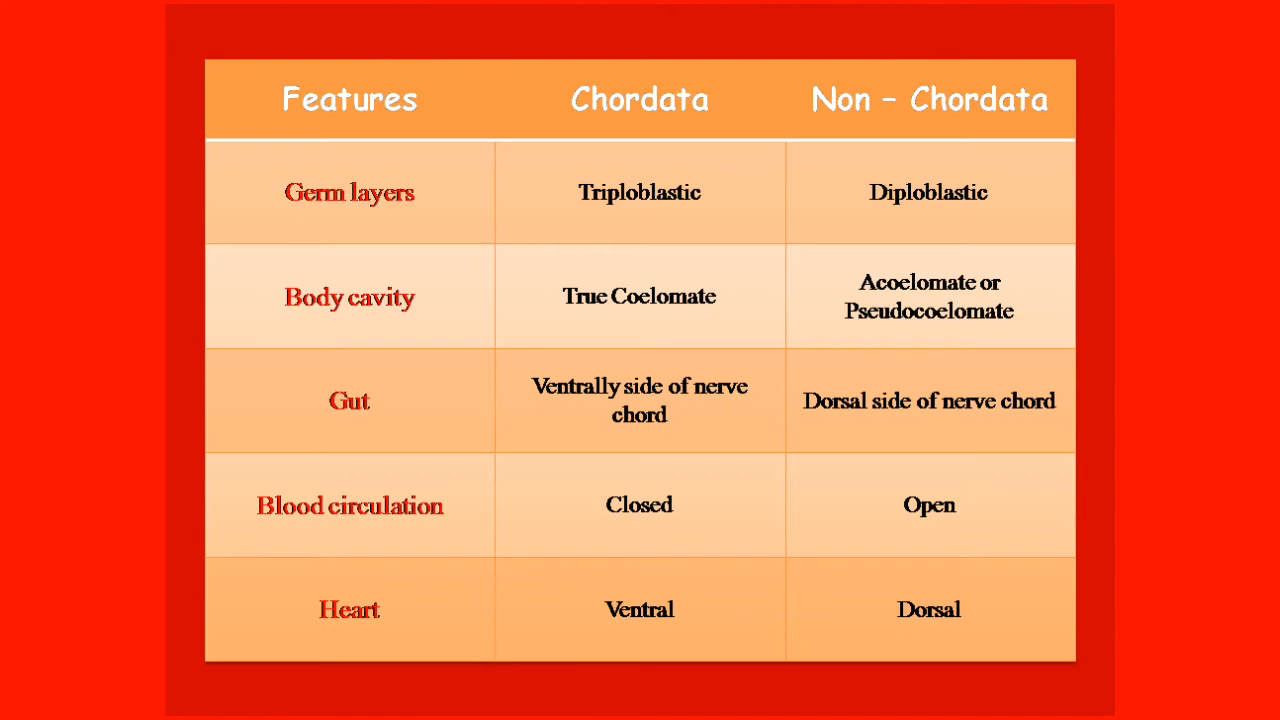 Features Chordata Non - Chordata
Germ layers Triploblastic Diploblastic
Body cavity True Coelomate Acoelomate or
Pseudocoelomate
Gut Ventrally side of nerve
chord Dorsal side of nerve chord
Blood circulation Closed Open
Heart Ventral Dorsal